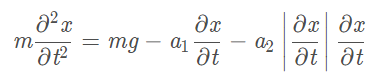 m ∂²x/∂t² = mg − a₁ ∂x/∂t − a₂ |∂x/∂t| ∂x/∂t